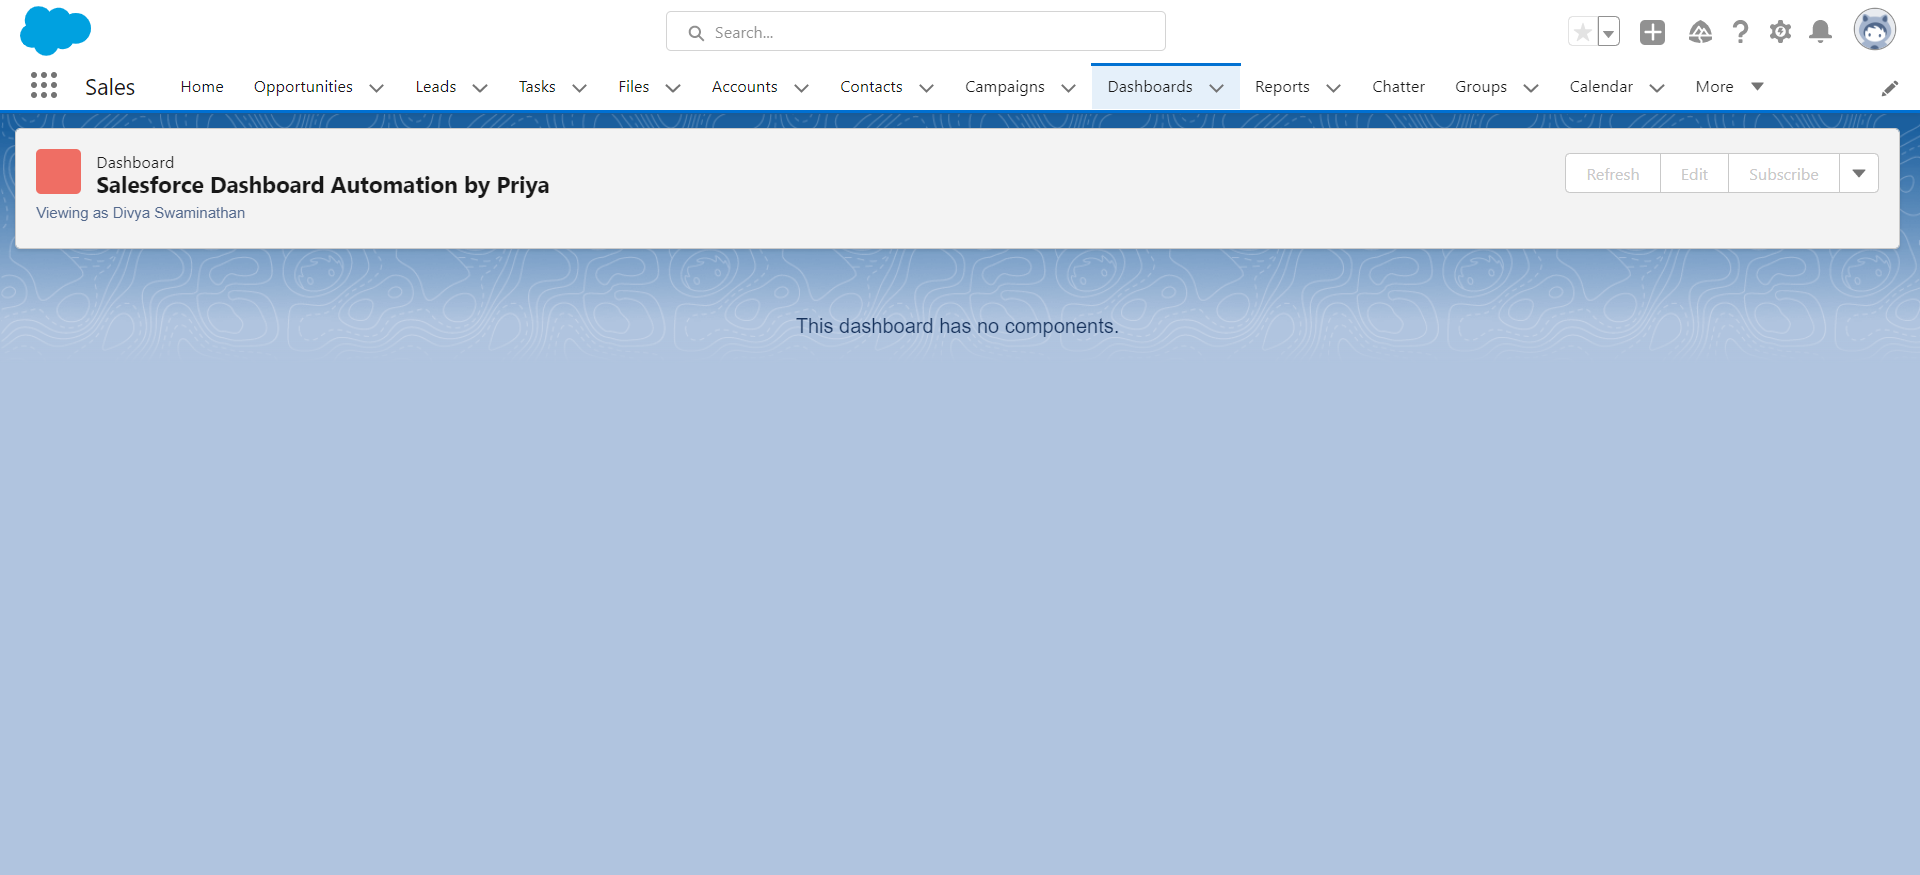 Search...
Sales
Home
Opportunities
Leads
Tasks
Files
Accounts
Contacts
Campaigns
Dashboards
Reports
Chatter
Groups
Calendar
More
Dashboard
Salesforce Dashboard Automation by Priya
Viewing as Divya Swaminathan
Refresh
Edit
Subscribe
This dashboard has no components.